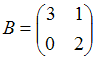 B = (3 1
0 2)